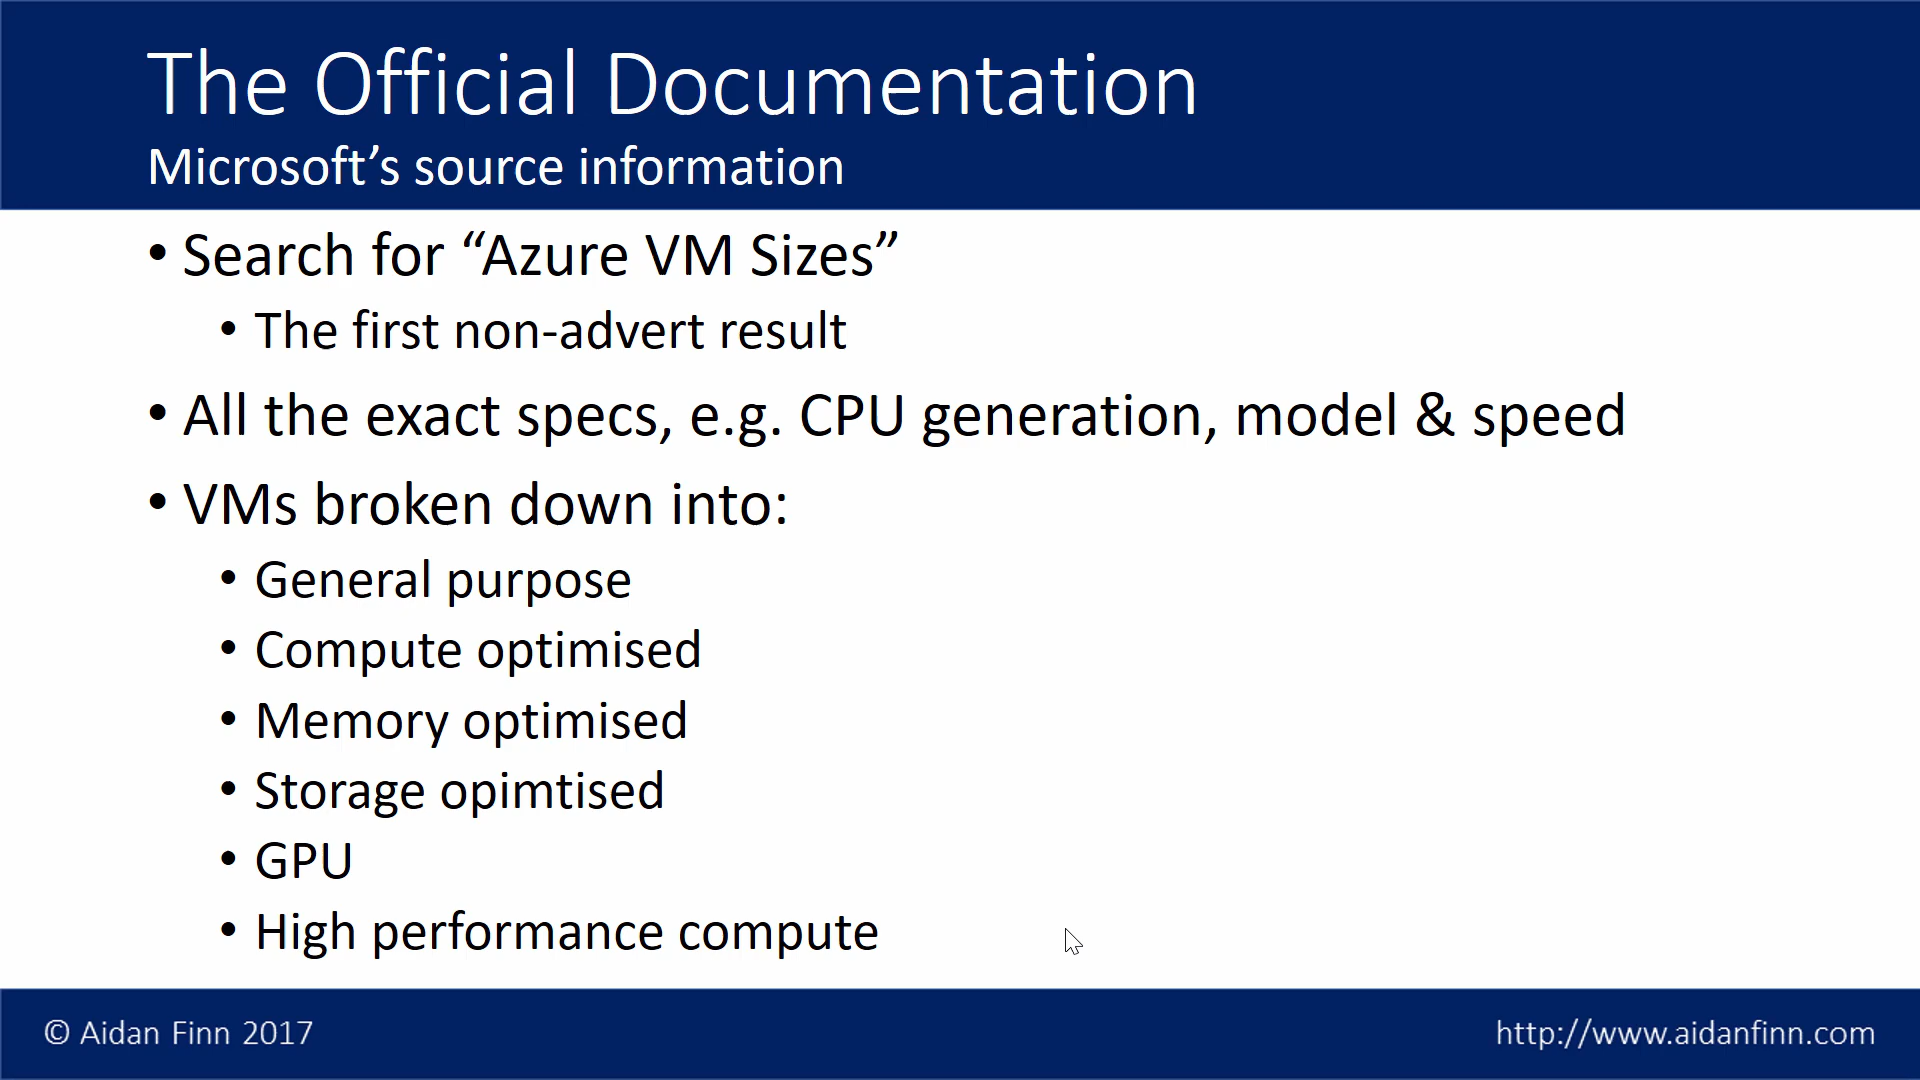 The Official Documentation
Microsoft’s source information
• Search for “Azure VM Sizes”
• The first non-advert result
• All the exact specs, e.g. CPU generation, model & speed
• VMs broken down into:
• General purpose
• Compute optimised
• Memory optimised
• Storage opimtised
• GPU
• High performance compute
© Aidan Finn 2017
http://www.aidanfinn.com